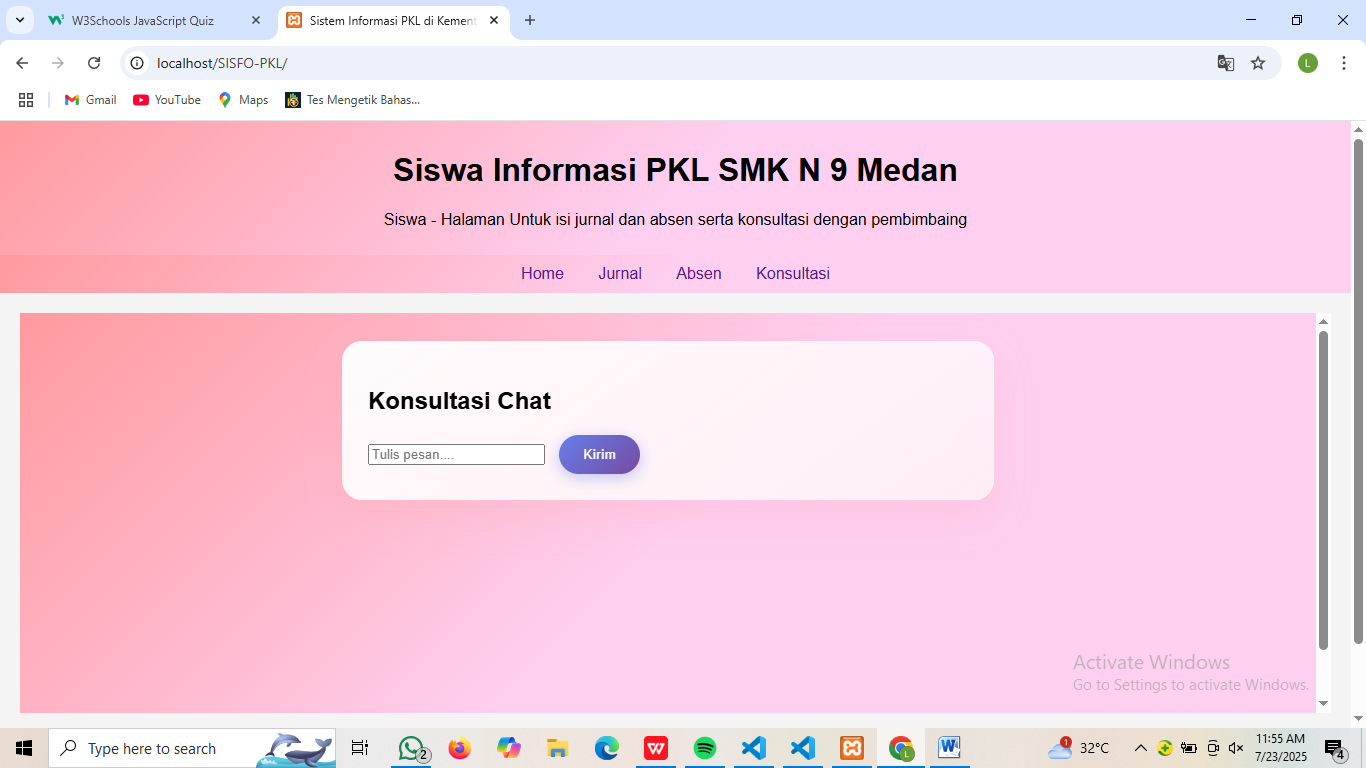 W3Schools JavaScript Quiz
Sistem Informasi PKL di Kement
localhost/SISFO-PKL/
L
Gmail
YouTube
Maps
Tes Mengetik Bahas...
Siswa Informasi PKL SMK N 9 Medan
Siswa - Halaman Untuk isi jurnal dan absen serta konsultasi dengan pembimbaing
Home Jurnal Absen Konsultasi
Konsultasi Chat
Tulis pesan.... Kirim
Activate Windows
Go to Settings to activate Windows.
Type here to search
2
L
1
32°C
11:55 AM
7/23/2025
4